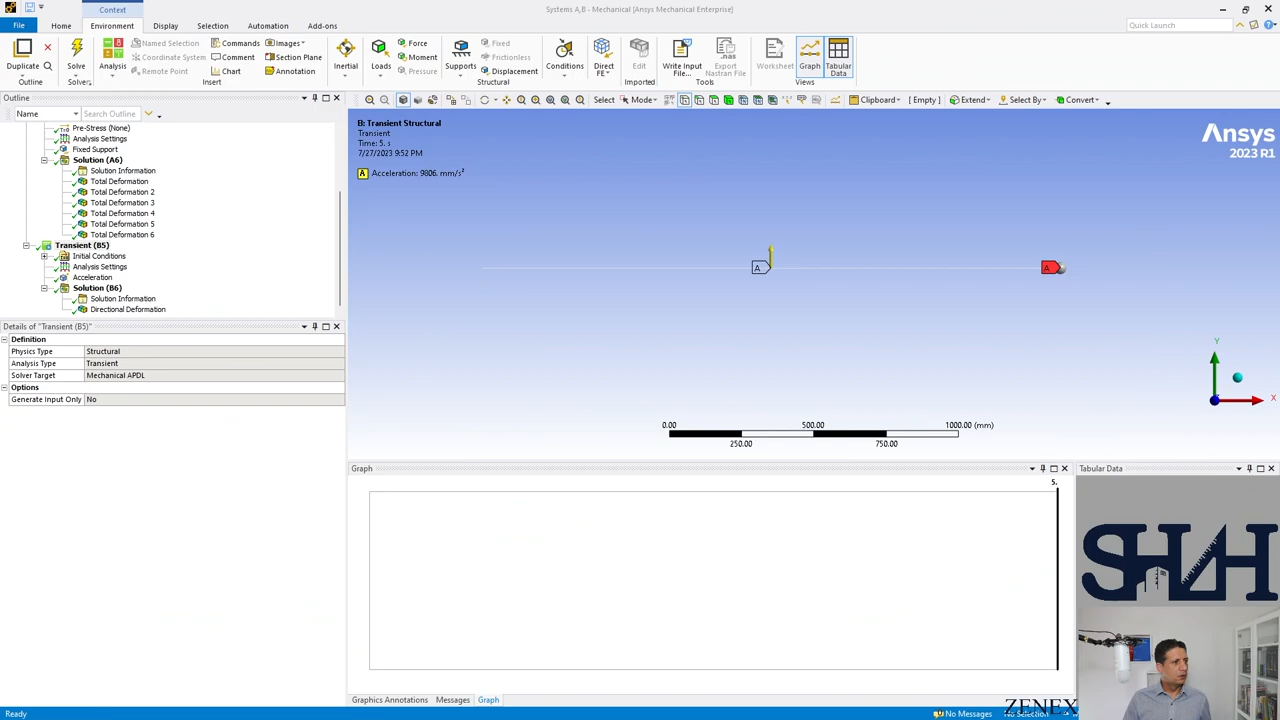 Context
Systems A,B - Mechanical [Ansys Mechanical Enterprise]
File Home Environment Display Selection Automation Add-ons
Quick Launch
Duplicate
Outline
Solve
Solver
Analysis
Named Selection
Coordinate System
Remote Point
Commands
Comment
Chart
Images
Section Plane
Annotation
Insert
Inertial
Loads
Force
Moment
Pressure
Supports
Fixed
Frictionless
Displacement
Structural
Conditions
Direct
FE
Edit
Imported
Write Input
File...
Export
Nastran File
Tools
Worksheet
Graph
Tabular
Data
Views
Outline
Name
Search Outline
Select Mode Clipboard [ Empty ] Extend Select By Convert
Pre-Stress (None)
Analysis Settings
Fixed Support
Solution (A6)
Solution Information
Total Deformation
Total Deformation 2
Total Deformation 3
Total Deformation 4
Total Deformation 5
Total Deformation 6
Transient (B5)
Initial Conditions
Analysis Settings
Acceleration
Solution (B6)
Solution Information
Directional Deformation
Details of "Transient (B5)"
Definition
Physics Type Structural
Analysis Type Transient
Solver Target Mechanical APDL
Options
Generate Input Only No
B: Transient Structural
Transient
Time: 5. s
7/27/2023 9:52 PM
A Acceleration: 9806. mm/s²
Ansys
2023 R1
A
A
Y
X
0.00 500.00 1000.00 (mm)
250.00 750.00
Graph
5.
Tabular Data
Graphics Annotations Messages Graph
Ready
ZENEX
No Messages
No Selection